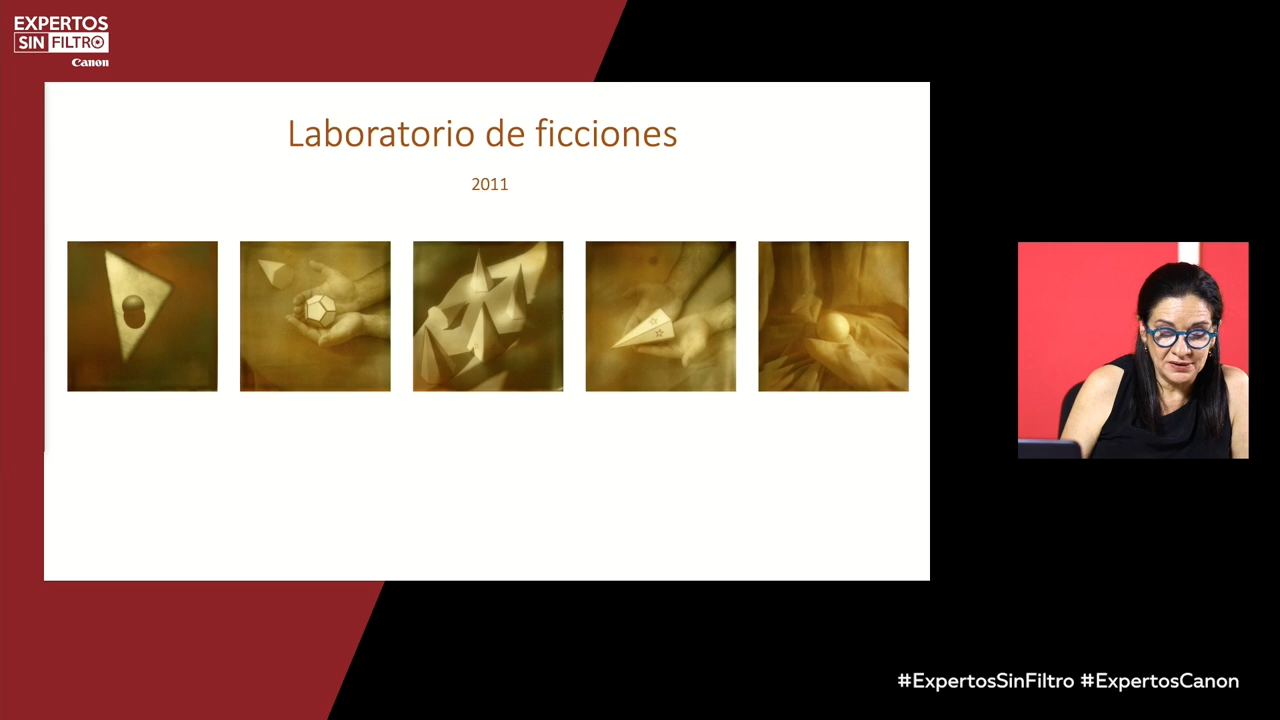 EXPERTOS
SIN FILTRO
Canon
Laboratorio de ficciones
2011
#ExpertosSinFiltro #ExpertosCanon